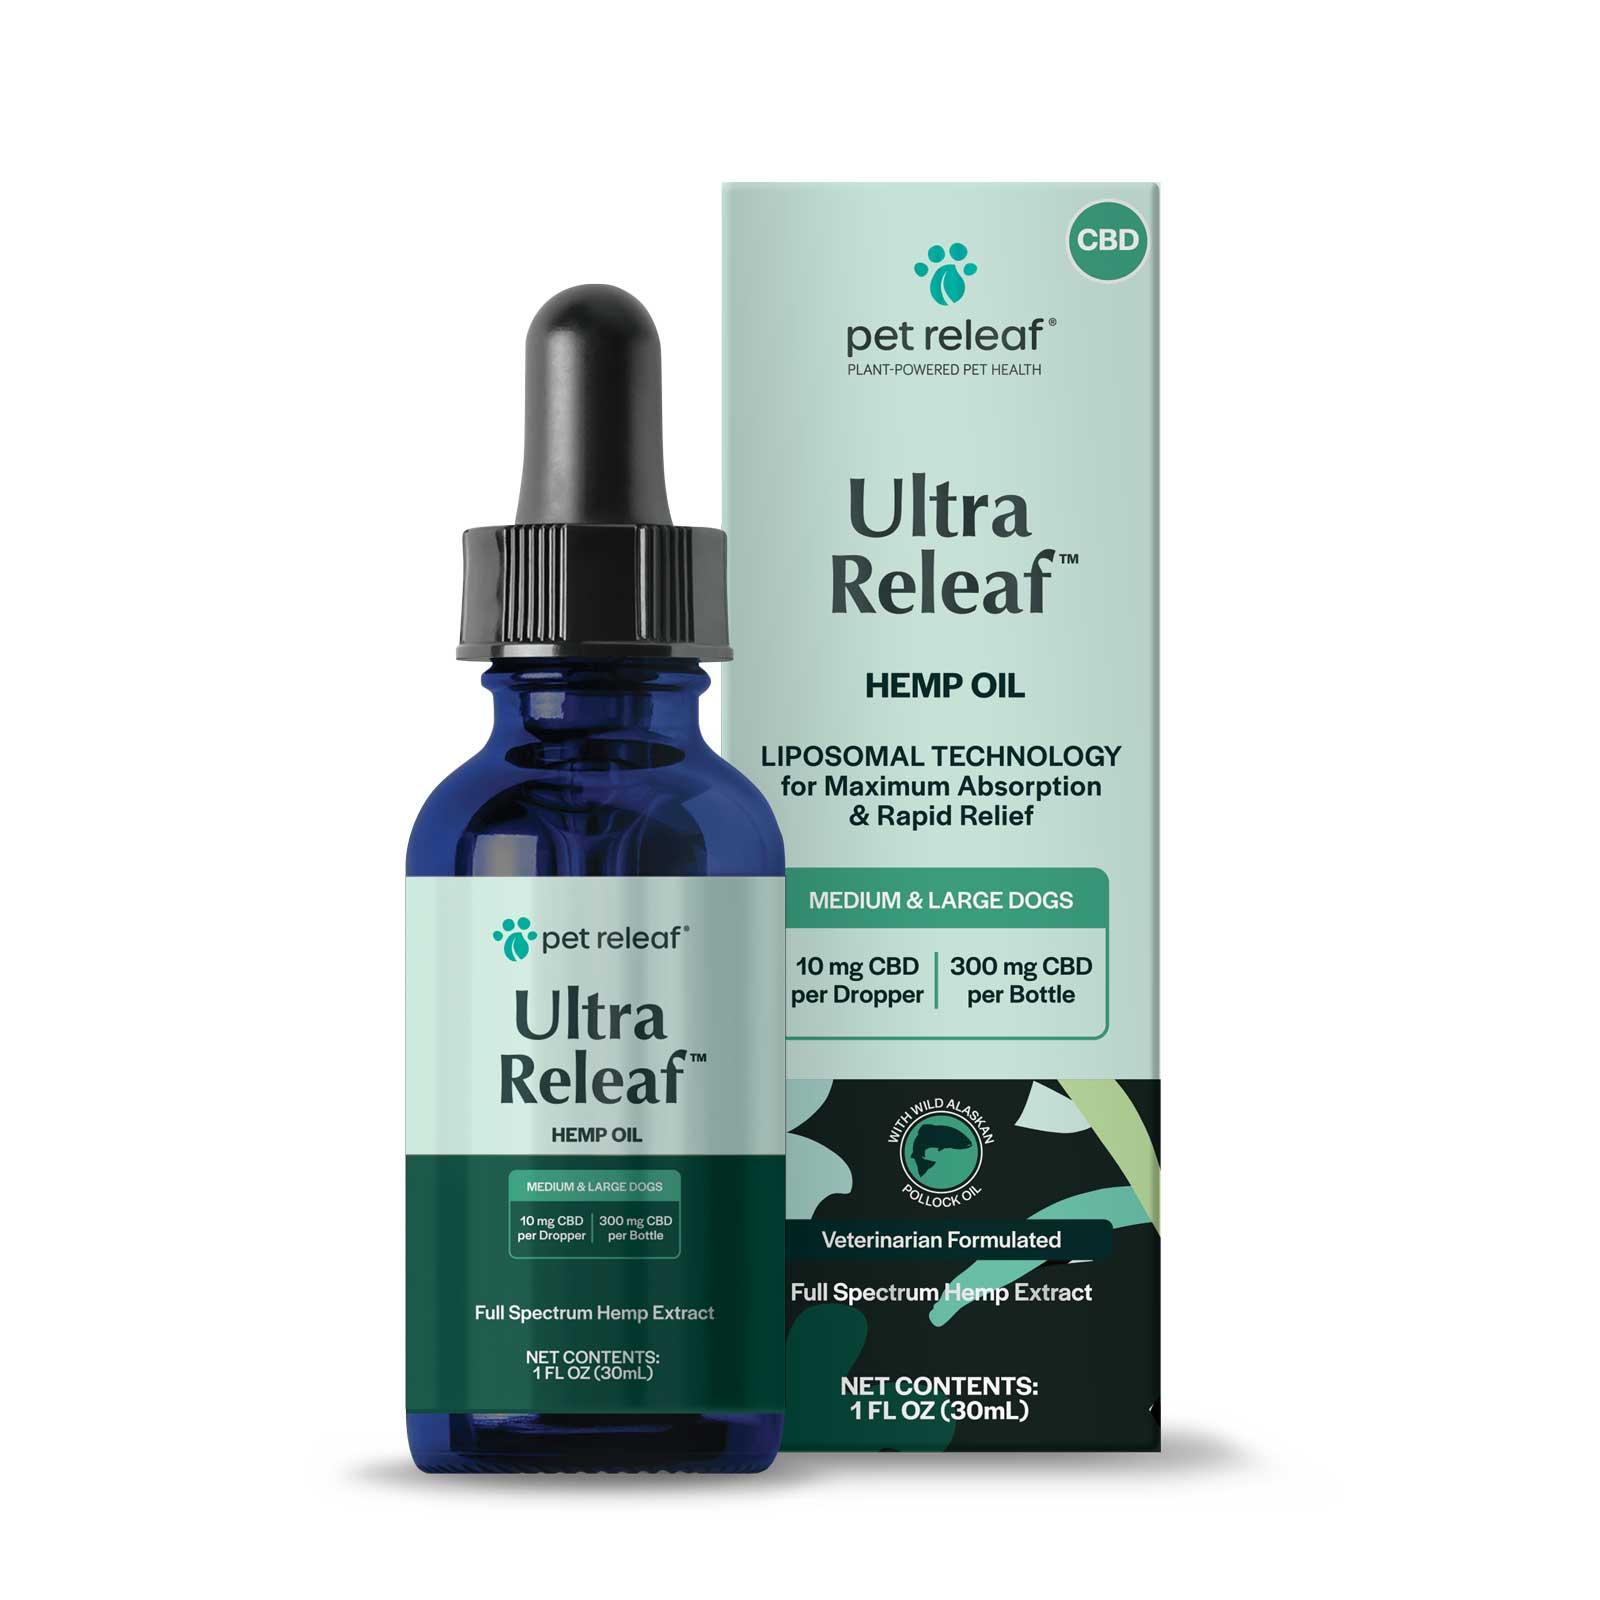 CBD
pet releaf®
PLANT-POWERED PET HEALTH
Ultra
Releaf™
HEMP OIL
LIPOSOMAL TECHNOLOGY
for Maximum Absorption
& Rapid Relief
MEDIUM & LARGE DOGS
10 mg CBD
per Dropper
300 mg CBD
per Bottle
WITH WILD ALASKAN
POLLOCK OIL
Veterinarian Formulated
Full Spectrum Hemp Extract
NET CONTENTS:
1 FL OZ (30mL)
pet releaf®
Ultra
Releaf™
HEMP OIL
MEDIUM & LARGE DOGS
10 mg CBD
per Dropper
300 mg CBD
per Bottle
Full Spectrum Hemp Extract
NET CONTENTS:
1 FL OZ (30mL)